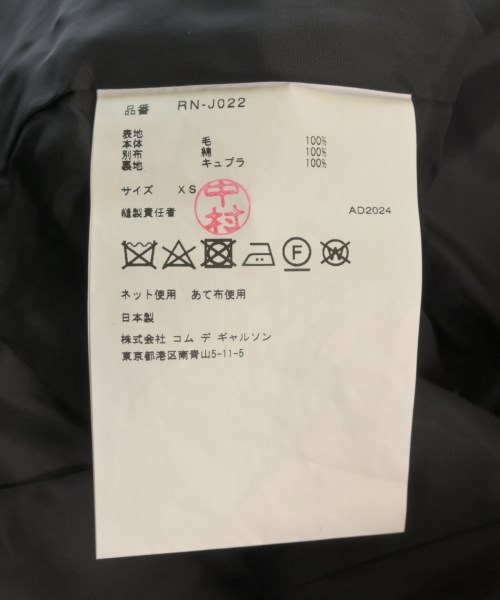 品番 RN-J022
表地
本体 毛 100%
別布 綿 100%
裏地 キュプラ 100%
サイズ XS
中村
縫製責任者 AD2024
F W
ネット使用 あて布使用
日本製
株式会社 コム デ ギャルソン
東京都港区南青山5-11-5